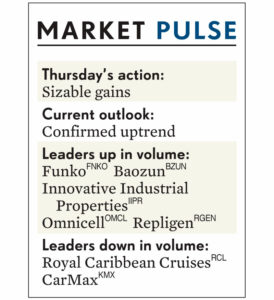 MARKET PULSE
Thursday's action:
Sizable gains
Current outlook:
Confirmed uptrend
Leaders up in volume:
Funko FNKO Baozun BZUN
Innovative Industrial
Properties IIPR
Omnicell OMCL Repligen RGEN
Leaders down in volume:
Royal Caribbean Cruises RCL
CarMax KMX